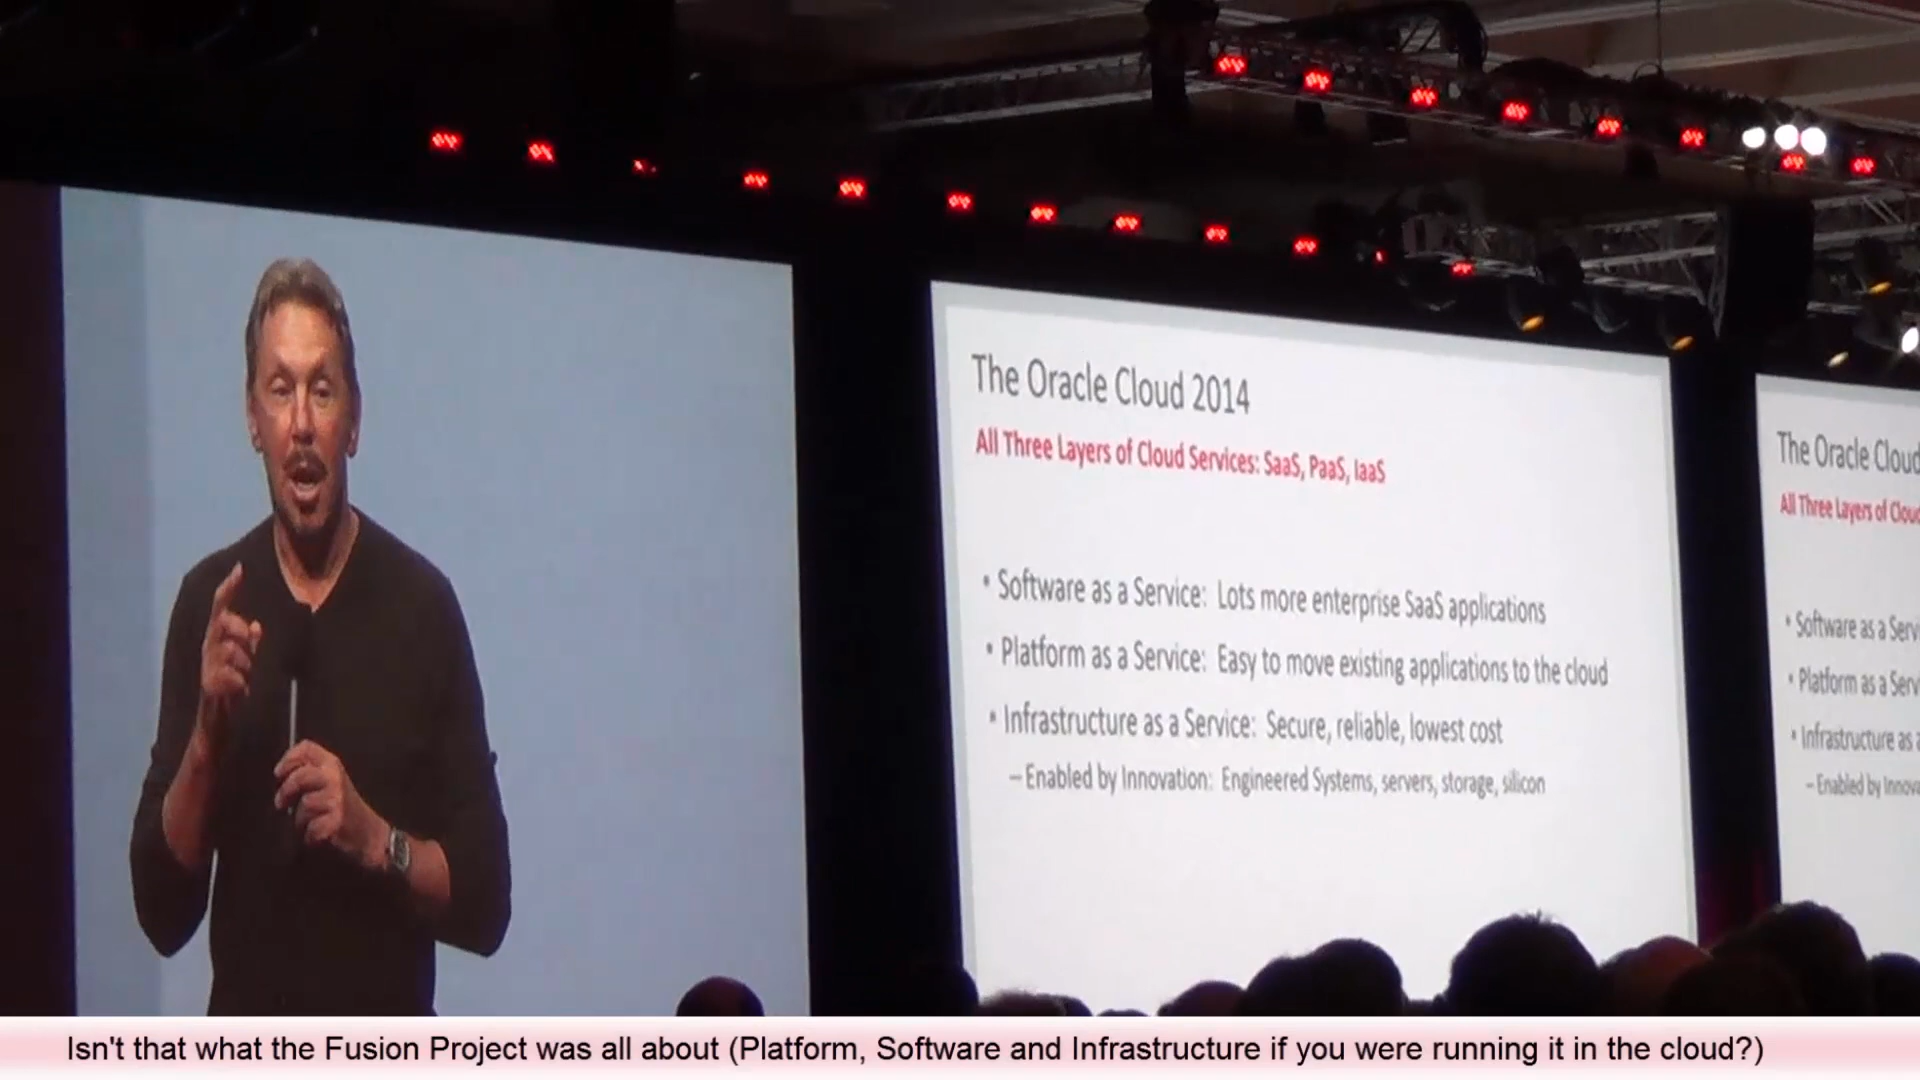 The Oracle Cloud 2014
All Three Layers of Cloud Services: SaaS, PaaS, IaaS
• Software as a Service: Lots more enterprise SaaS applications
• Platform as a Service: Easy to move existing applications to the cloud
• Infrastructure as a Service: Secure, reliable, lowest cost
– Enabled by Innovation: Engineered Systems, servers, storage, silicon
The Oracle Cloud
All Three Layers of Clou
• Software as a Serv
• Platform as a Serv
• Infrastructure as a
– Enabled by Innova
Isn't that what the Fusion Project was all about (Platform, Software and Infrastructure if you were running it in the cloud?)